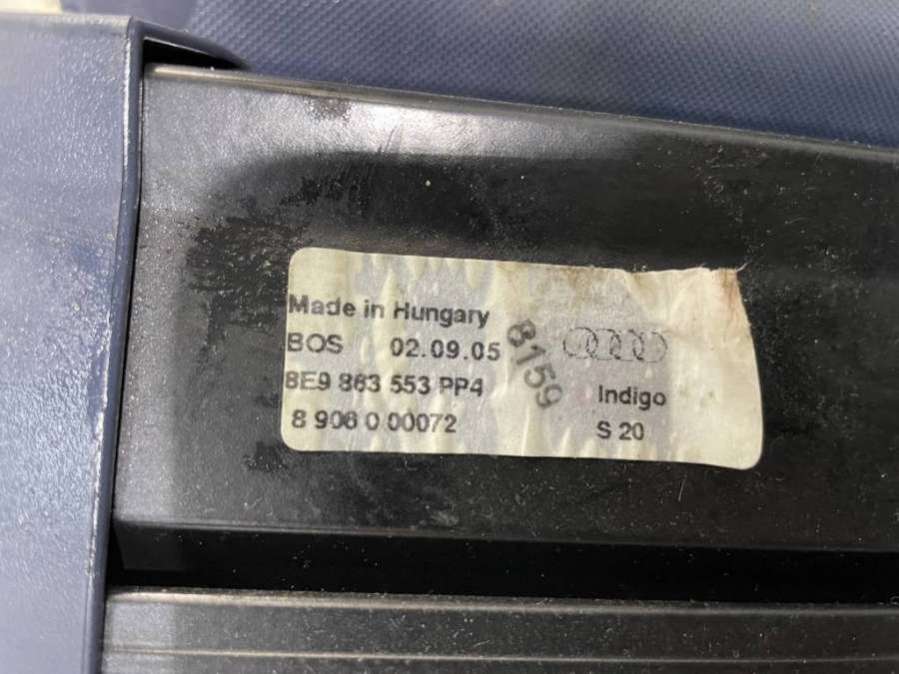 Made in Hungary
BOS 02.09.05
8E9 863 553 PP4
8 906 0 00072
8159
Indigo
S 20